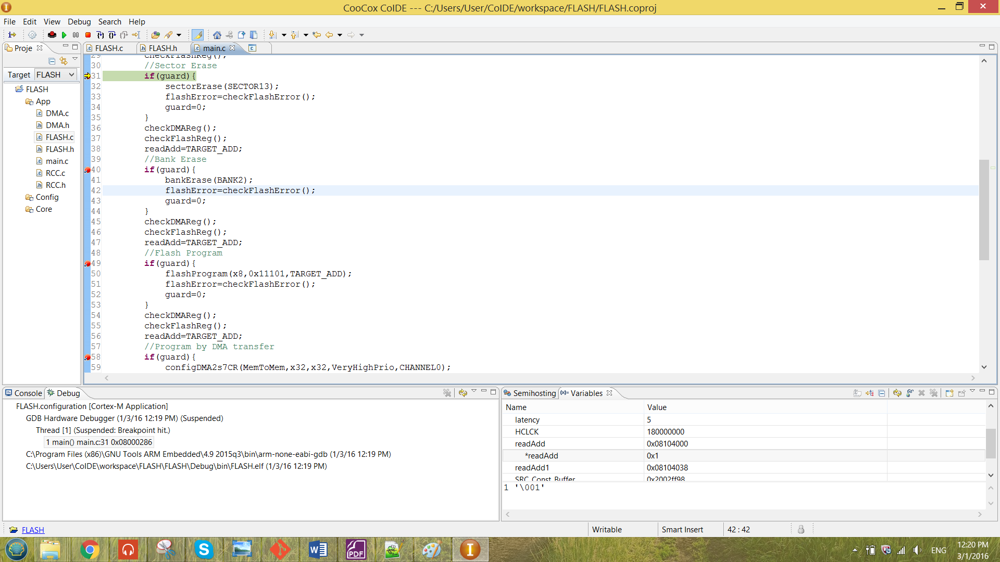 CooCox CoIDE --- C:/Users/User/CoIDE/workspace/FLASH/FLASH.coproj
File Edit View Debug Search Help
Proje
FLASH.c
FLASH.h
main.c
Target FLASH
FLASH
App
DMA.c
DMA.h
FLASH.c
FLASH.h
main.c
RCC.c
RCC.h
Config
Core
29 checkFlashReg();
30 //Sector Erase
31 if(guard){
32 sectorErase(SECTOR13);
33 flashError=checkFlashError();
34 guard=0;
35 }
36 checkDMAReg();
37 checkFlashReg();
38 readAdd=TARGET_ADD;
39 //Bank Erase
40 if(guard){
41 bankErase(BANK2);
42 flashError=checkFlashError();
43 guard=0;
44 }
45 checkDMAReg();
46 checkFlashReg();
47 readAdd=TARGET_ADD;
48 //Flash Program
49 if(guard){
50 flashProgram(x8,0x11101,TARGET_ADD);
51 flashError=checkFlashError();
52 guard=0;
53 }
54 checkDMAReg();
55 checkFlashReg();
56 readAdd=TARGET_ADD;
57 //Program by DMA transfer
58 if(guard){
59 configDMA2s7CR(MemToMem,x32,x32,VeryHighPrio,CHANNEL0);
Console Debug
FLASH.configuration [Cortex-M Application]
GDB Hardware Debugger (1/3/16 12:19 PM) (Suspended)
Thread [1] (Suspended: Breakpoint hit.)
1 main() main.c:31 0x08000286
C:\Program Files (x86)\GNU Tools ARM Embedded\4.9 2015q3\bin\arm-none-eabi-gdb (1/3/16 12:19 PM)
C:\Users\User\CoIDE\workspace\FLASH\FLASH\Debug\bin\FLASH.elf (1/3/16 12:19 PM)
Semihosting Variables
Name Value
latency 5
HCLCK 180000000
readAdd 0x08104000
*readAdd 0x1
readAdd1 0x08104038
SRC_Const_Buffer 0x2002ff98
1 '\001'
FLASH
Writable
Smart Insert
42 : 42
PDF
ENG
12:20 PM
3/1/2016